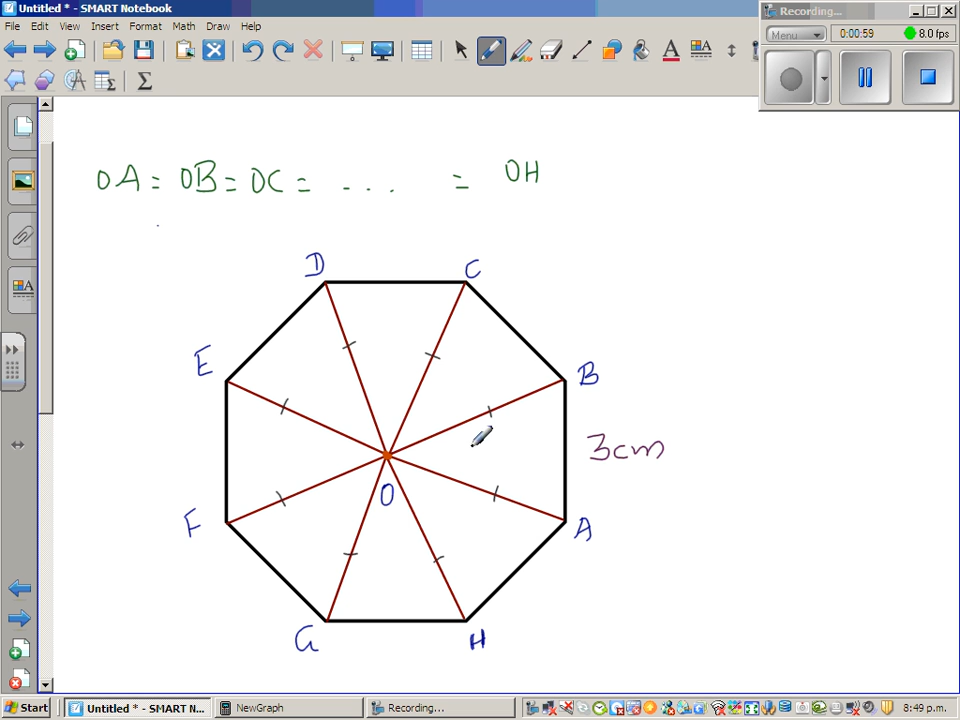 Untitled * - SMART Notebook
Recording...
File Edit View Insert Format Math Draw Help
Menu 0:00:59 8.0 fps
OA = OB = OC = ... = OH
D C
E B
3cm
O
F A
G H
Start Untitled * - SMART N... NewGraph Recording... 8:49 p.m.